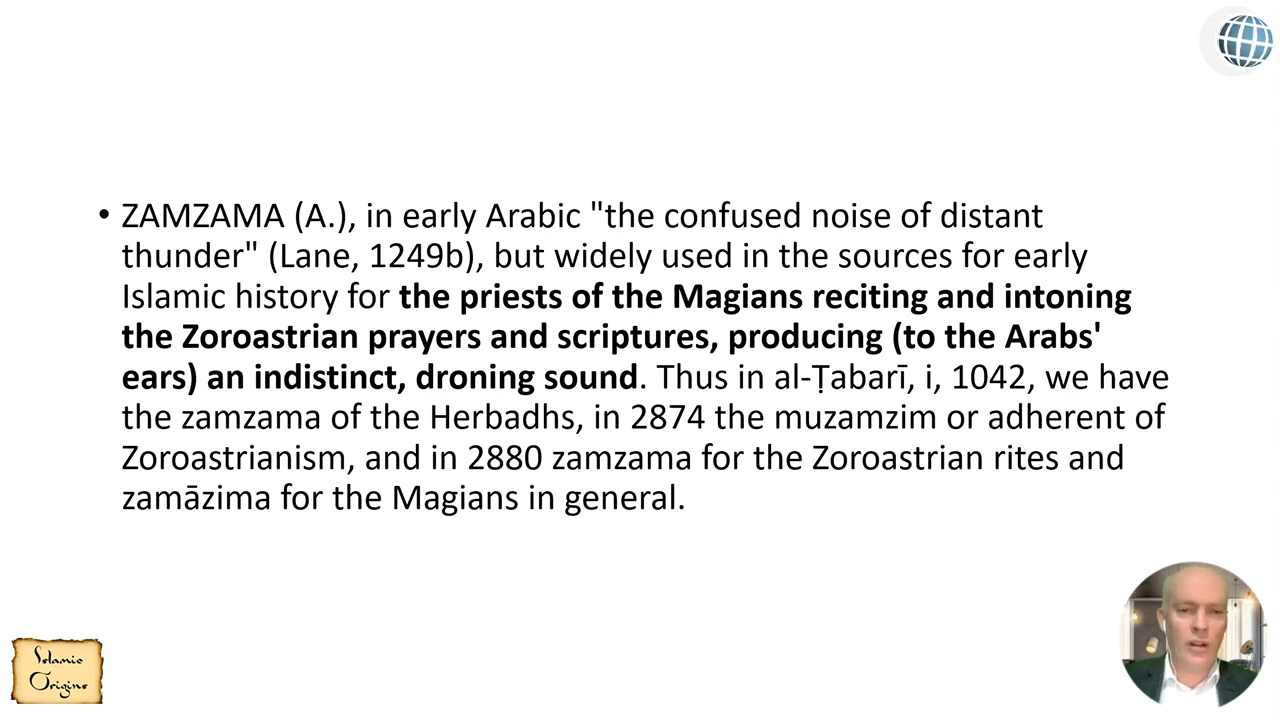 • ZAMZAMA (A.), in early Arabic "the confused noise of distant
thunder" (Lane, 1249b), but widely used in the sources for early
Islamic history for the priests of the Magians reciting and intoning
the Zoroastrian prayers and scriptures, producing (to the Arabs'
ears) an indistinct, droning sound. Thus in al-Ṭabarī, i, 1042, we have
the zamzama of the Herbadhs, in 2874 the muzamzim or adherent of
Zoroastrianism, and in 2880 zamzama for the Zoroastrian rites and
zamāzima for the Magians in general.
Islamic
Origins